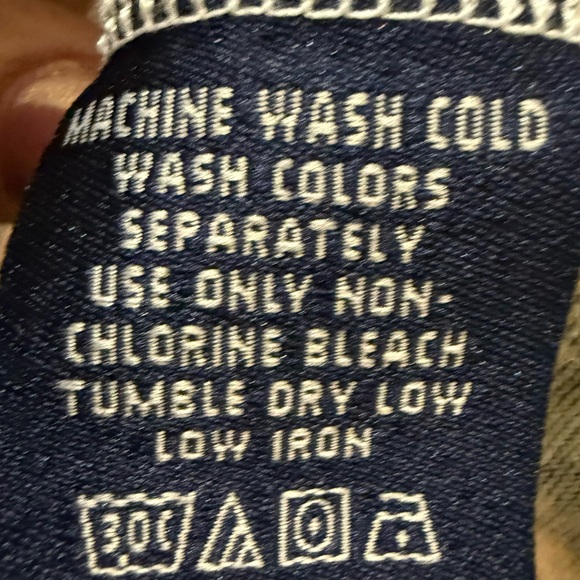 MACHINE WASH COLD
WASH COLORS
SEPARATELY
USE ONLY NON-
CHLORINE BLEACH
TUMBLE DRY LOW
LOW IRON
30C